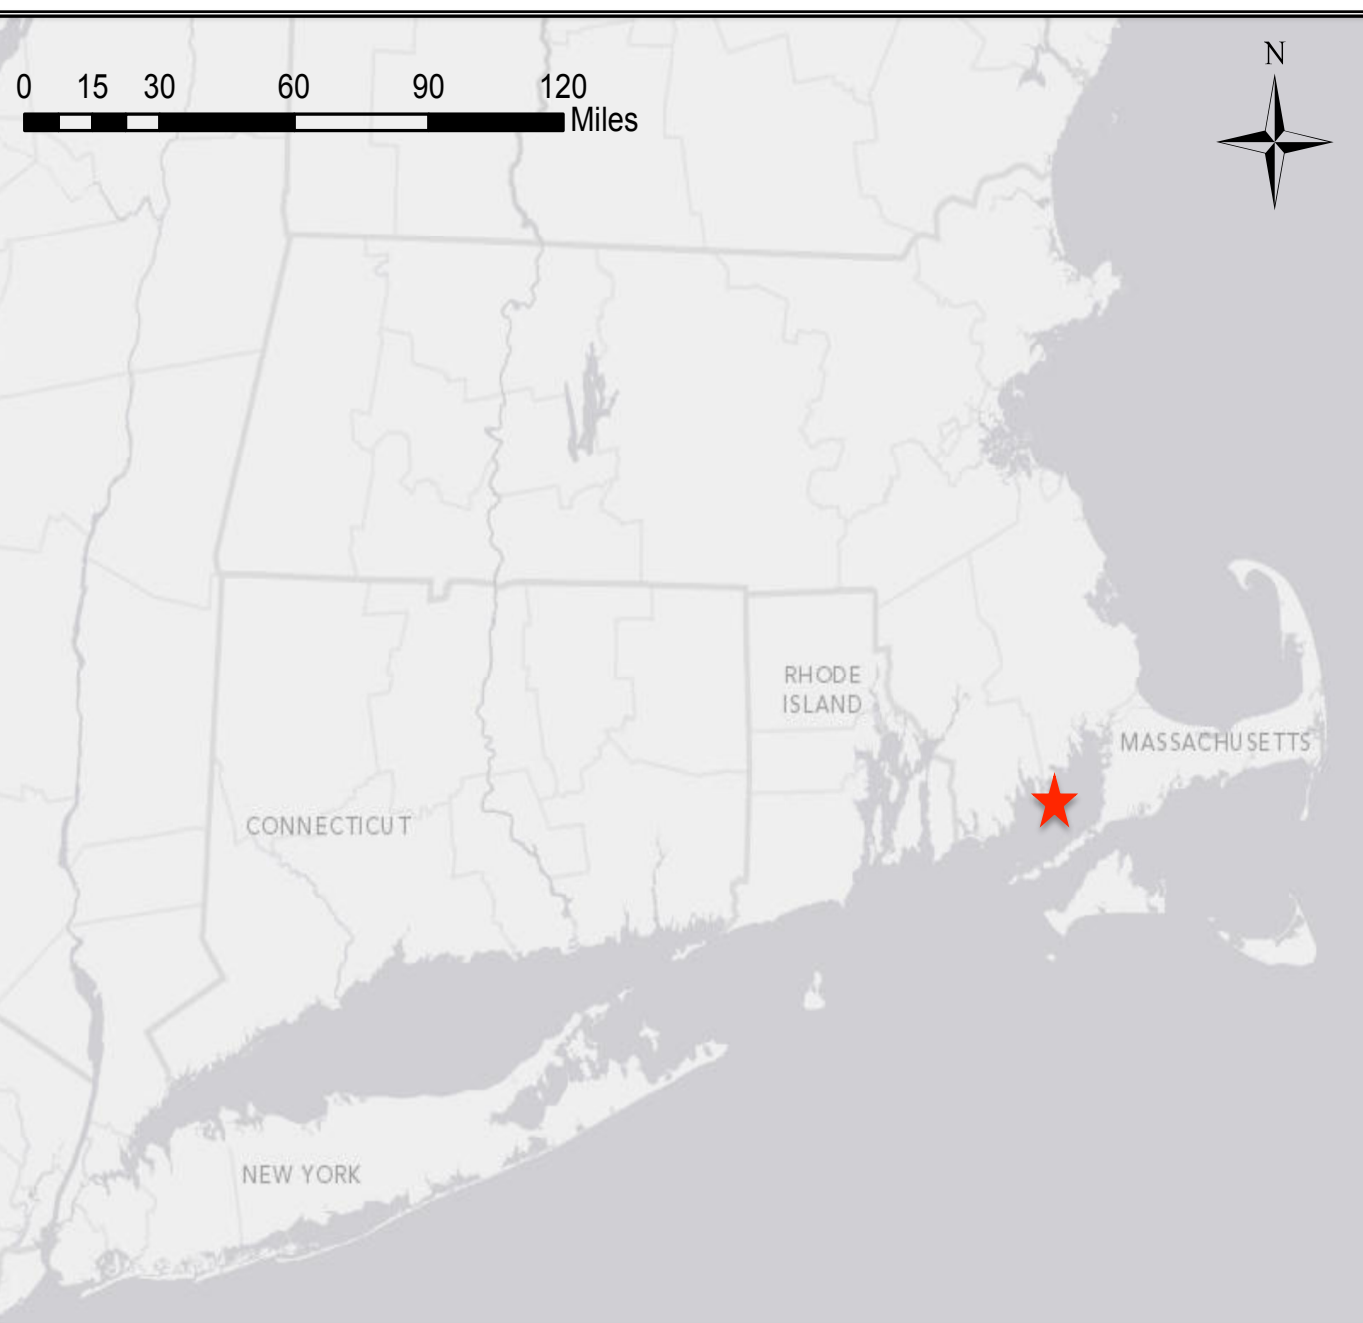 N
0 15 30 60 90 120
Miles
RHODE
ISLAND
MASSACHUSETTS
CONNECTICUT
NEW YORK